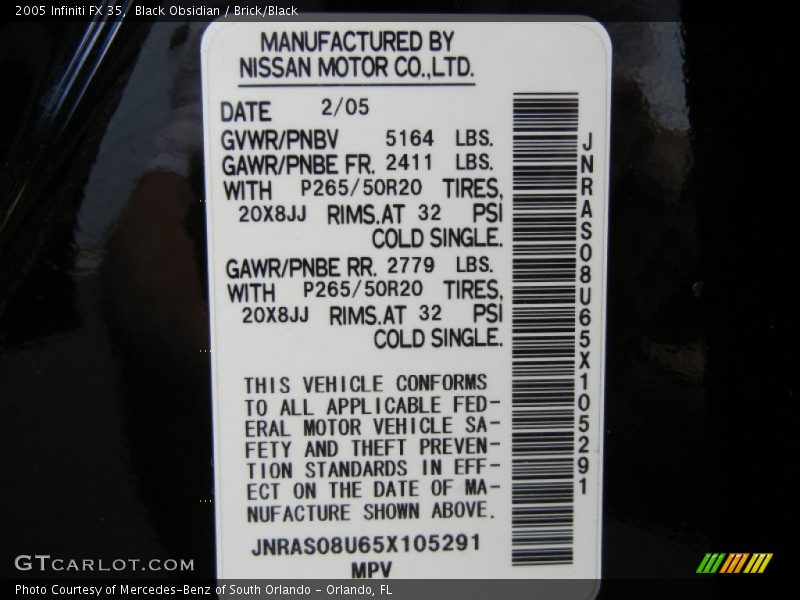 2005 Infiniti FX 35, Black Obsidian / Brick/Black
MANUFACTURED BY
NISSAN MOTOR CO.,LTD.
DATE 2/05
GVWR/PNBV 5164 LBS.
GAWR/PNBE FR. 2411 LBS.
WITH P265/50R20 TIRES,
20X8JJ RIMS.AT 32 PSI
COLD SINGLE.
GAWR/PNBE RR. 2779 LBS.
WITH P265/50R20 TIRES,
20X8JJ RIMS.AT 32 PSI
COLD SINGLE.
THIS VEHICLE CONFORMS
TO ALL APPLICABLE FED-
ERAL MOTOR VEHICLE SA-
FETY AND THEFT PREVEN-
TION STANDARDS IN EFF-
ECT ON THE DATE OF MA-
NUFACTURE SHOWN ABOVE.
JNRAS08U65X105291
MPV
JNRAS08U65X105291
GTcarlot.com
Photo Courtesy of Mercedes-Benz of South Orlando - Orlando, FL